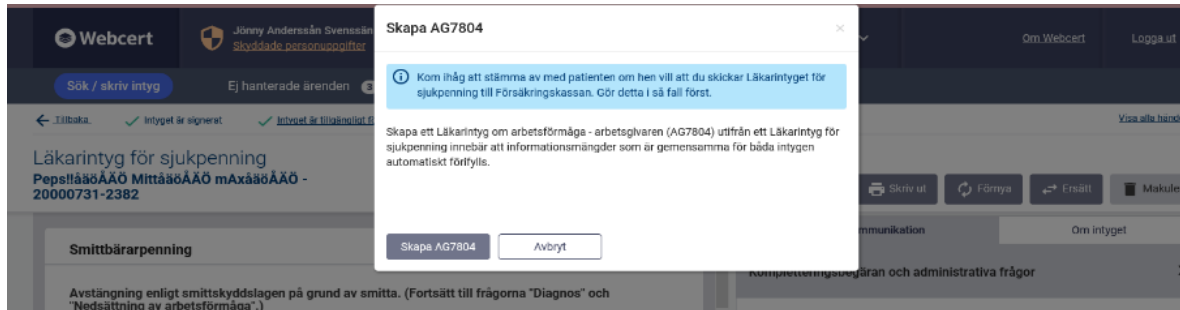 Webcert
Jönny Anderssån Svenssän
Skyddade personuppgifter
Om Webcert
Logga ut
Sök / skriv intyg
Ej hanterade ärenden
Tillbaka
Intyget är signerat
Intyget är tillgängligt
Visa alla händ
Läkarintyg för sjukpenning
Peps!!åäöÅÄÖ MittåäöÅÄÖ mAxåäöÅÄÖ -
20000731-2382
Skriv ut
Förnya
Ersätt
Makule
Smittbärarpenning
Avstängning enligt smittskyddslagen på grund av smitta. (Fortsätt till frågorna "Diagnos" och
"Nedsättning av arbetsförmåga".)
Om intyget
Kompletteringsbegäran och administrativa frågor
Skapa AG7804
Kom ihåg att stämma av med patienten om hen vill att du skickar Läkarintyget för
sjukpenning till Försäkringskassan. Gör detta i så fall först.
Skapa ett Läkarintyg om arbetsförmåga - arbetsgivaren (AG7804) utifrån ett Läkarintyg för
sjukpenning innebär att informationsmängder som är gemensamma för båda intygen
automatiskt förifylls.
Skapa AG7804
Avbryt